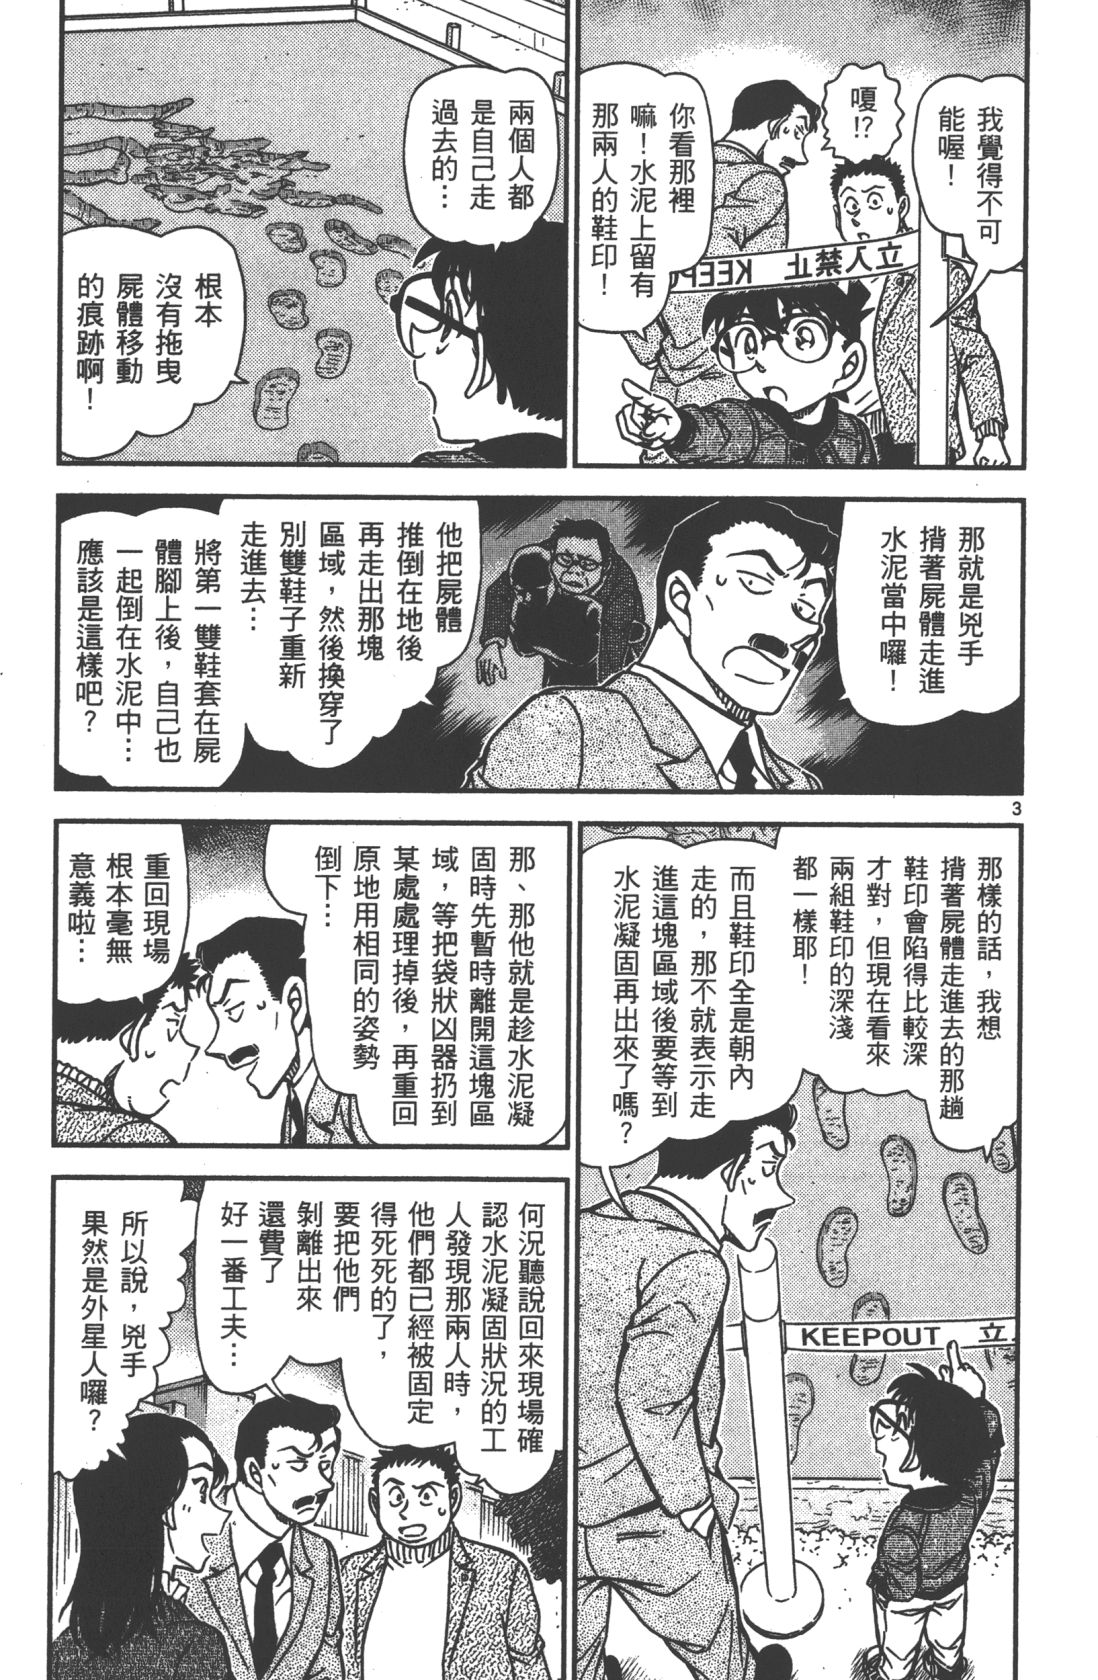 我覺得不可
能喔！
嗄!?
你看那裡
嘛！水泥上留有
那兩人的鞋印！
立入禁止
KEEP
兩個人都
是自己走
過去的…
根本
沒有拖曳
屍體移動
的痕跡啊！
那就是兇手
揹著屍體走進
水泥當中囉！
他把屍體
推倒在地後
再走出那塊
區域，然後換穿了
別雙鞋子重新
走進去…
將第一雙鞋套在屍
體腳上後，自己也
一起倒在水泥中…
應該是這樣吧？
3
那樣的話，我想
揹著屍體走進去的那趟
鞋印會陷得比較深
才對，但現在看來
兩組鞋印的深淺
都一樣耶！
而且鞋印全是朝內
走的，那不就表示走
進這塊區域後要等到
水泥凝固再出來了嗎？
KEEPOUT 立入
那、那他就是趁水泥凝
固時先暫時離開這塊區
域，等把袋狀凶器扔到
某處處理掉後，再重回
原地用相同的姿勢
倒下…
重回現場
根本毫無
意義啦…
何況聽說回來現場確
認水泥凝固狀況的工
人發現那兩人時，
他們都已經被固定
得死死的了，
要把他們
剝離出來
還費了
好一番工夫…
所以說，兇手
果然是外星人囉？